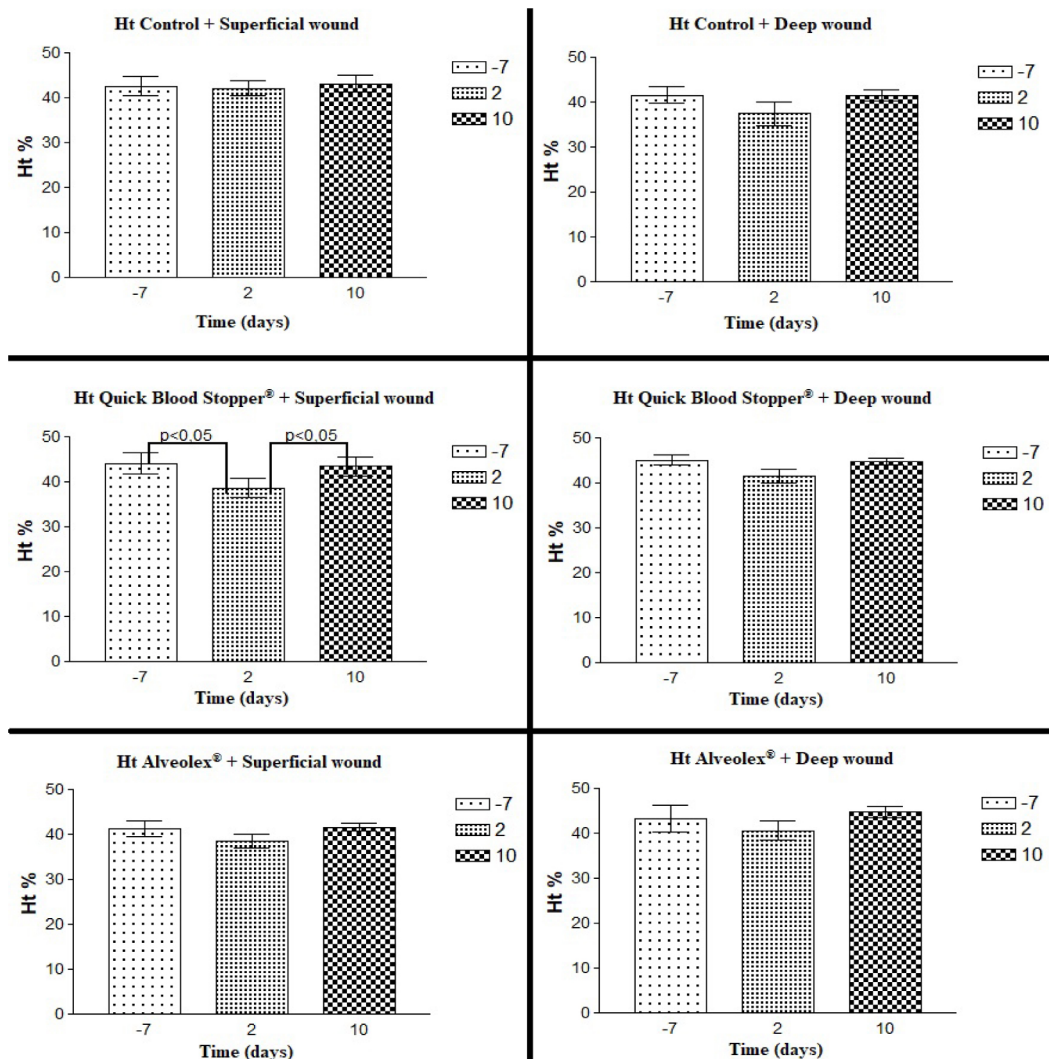 Ht Control + Superficial wound
50
40
30
20
10
0
Ht %
-7 2 10
Time (days)
-7
2
10
Ht Control + Deep wound
50
40
30
20
10
0
Ht %
-7 2 10
Time (days)
-7
2
10
Ht Quick Blood Stopper® + Superficial wound
p<0.05 p<0.05
50
40
30
20
10
0
Ht %
-7 2 10
Time (days)
-7
2
10
Ht Quick Blood Stopper® + Deep wound
50
40
30
20
10
0
Ht %
-7 2 10
Time (days)
-7
2
10
Ht Alveolex® + Superficial wound
50
40
30
20
10
0
Ht %
-7 2 10
Time (days)
-7
2
10
Ht Alveolex® + Deep wound
50
40
30
20
10
0
Ht %
-7 2 10
Time (days)
-7
2
10